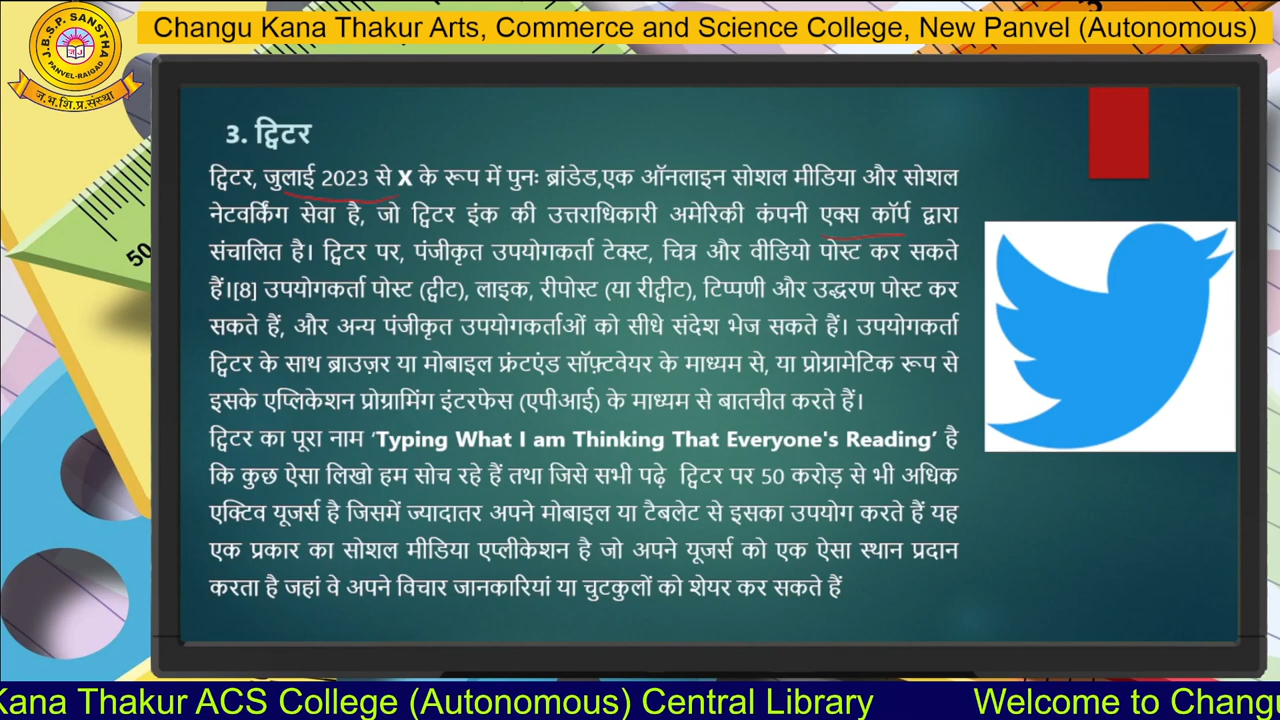 Changu Kana Thakur Arts, Commerce and Science College, New Panvel (Autonomous)
J.B.S.P. SANSTHA
PANVEL-RAIGAD
ज.भ.शि.प्र.संस्था
50
3. ट्विटर
ट्विटर, जुलाई 2023 से X के रूप में पुनः ब्रांडेड,एक ऑनलाइन सोशल मीडिया और सोशल
नेटवर्किंग सेवा है, जो ट्विटर इंक की उत्तराधिकारी अमेरिकी कंपनी एक्स कॉर्प द्वारा
संचालित है। ट्विटर पर, पंजीकृत उपयोगकर्ता टेक्स्ट, चित्र और वीडियो पोस्ट कर सकते
हैं।[8] उपयोगकर्ता पोस्ट (ट्वीट), लाइक, रीपोस्ट (या रीट्वीट), टिप्पणी और उद्धरण पोस्ट कर
सकते हैं, और अन्य पंजीकृत उपयोगकर्ताओं को सीधे संदेश भेज सकते हैं। उपयोगकर्ता
ट्विटर के साथ ब्राउज़र या मोबाइल फ्रंटएंड सॉफ़्टवेयर के माध्यम से, या प्रोग्रामेटिक रूप से
इसके एप्लिकेशन प्रोग्रामिंग इंटरफेस (एपीआई) के माध्यम से बातचीत करते हैं।
ट्विटर का पूरा नाम ‘Typing What I am Thinking That Everyone's Reading’ है
कि कुछ ऐसा लिखो हम सोच रहे हैं तथा जिसे सभी पढ़े ट्विटर पर 50 करोड़ से भी अधिक
एक्टिव यूजर्स है जिसमें ज्यादातर अपने मोबाइल या टैबलेट से इसका उपयोग करते हैं यह
एक प्रकार का सोशल मीडिया एप्लीकेशन है जो अपने यूजर्स को एक ऐसा स्थान प्रदान
करता है जहां वे अपने विचार जानकारियां या चुटकुलों को शेयर कर सकते हैं
Kana Thakur ACS College (Autonomous) Central Library Welcome to Changu